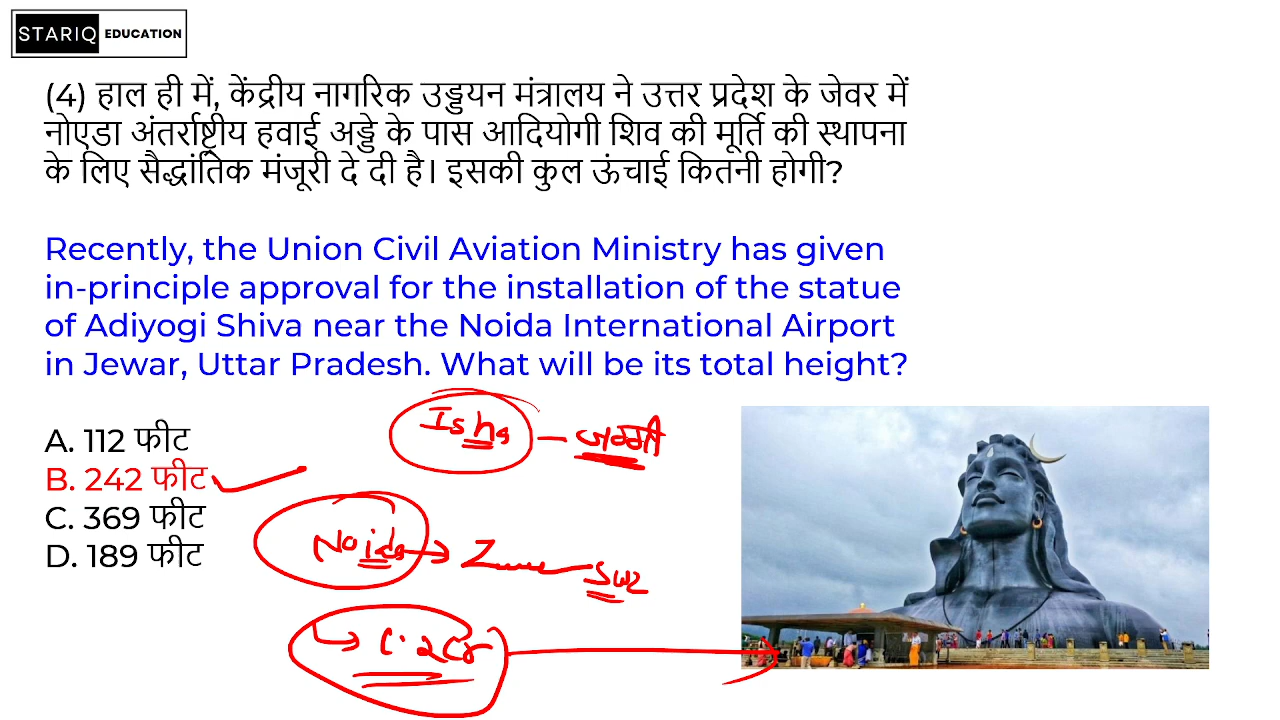 STARIQ EDUCATION
(4) हाल ही में, केंद्रीय नागरिक उड्डयन मंत्रालय ने उत्तर प्रदेश के जेवर में
नोएडा अंतर्राष्ट्रीय हवाई अड्डे के पास आदियोगी शिव की मूर्ति की स्थापना
के लिए सैद्धांतिक मंजूरी दे दी है। इसकी कुल ऊंचाई कितनी होगी?
Recently, the Union Civil Aviation Ministry has given
in-principle approval for the installation of the statue
of Adiyogi Shiva near the Noida International Airport
in Jewar, Uttar Pradesh. What will be its total height?
A. 112 फीट
B. 242 फीट
C. 369 फीट
D. 189 फीट
Isha – जग्गी
Noida